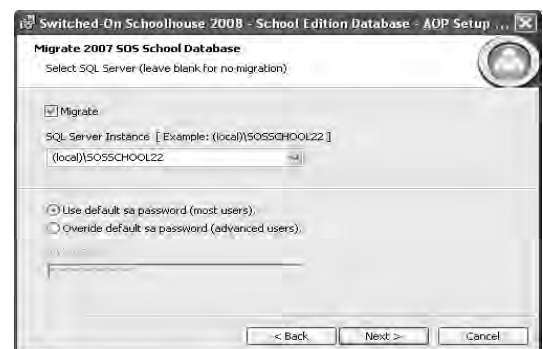 Switched-On Schoolhouse 2008 - School Edition Database - AOP Setup ...
Migrate 2007 SOS School Database
Select SQL Server (leave blank for no migration)
Migrate
SQL Server Instance [ Example: (local)\SOSSCHOOL22 ]
(local)\SOSSCHOOL22
Use default sa password (most users).
Overide default sa password (advanced users).
< Back
Next >
Cancel